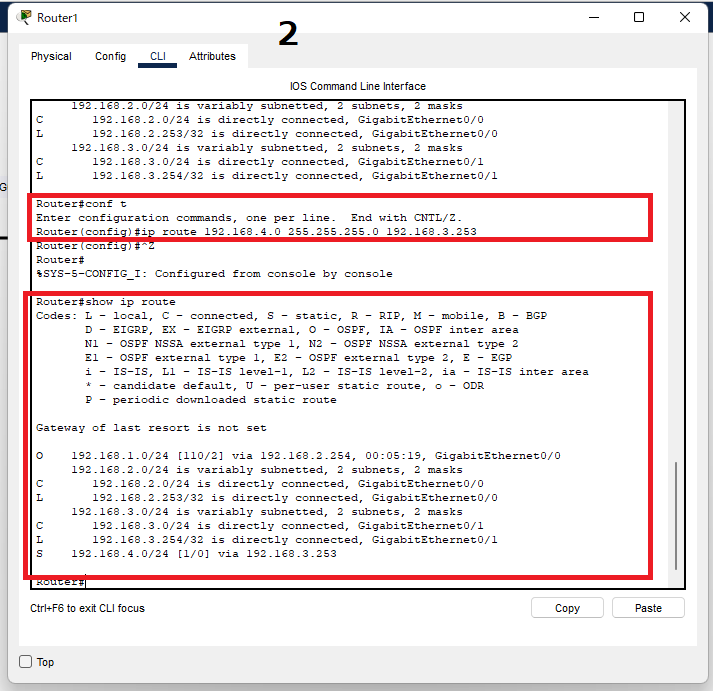 Router1
2
Physical Config CLI Attributes
IOS Command Line Interface
192.168.2.0/24 is variably subnetted, 2 subnets, 2 masks
C 192.168.2.0/24 is directly connected, GigabitEthernet0/0
L 192.168.2.253/32 is directly connected, GigabitEthernet0/0
192.168.3.0/24 is variably subnetted, 2 subnets, 2 masks
C 192.168.3.0/24 is directly connected, GigabitEthernet0/1
L 192.168.3.254/32 is directly connected, GigabitEthernet0/1
Router#conf t
Enter configuration commands, one per line. End with CNTL/Z.
Router(config)#ip route 192.168.4.0 255.255.255.0 192.168.3.253
Router(config)#^Z
Router#
%SYS-5-CONFIG_I: Configured from console by console
Router#show ip route
Codes: L - local, C - connected, S - static, R - RIP, M - mobile, B - BGP
D - EIGRP, EX - EIGRP external, O - OSPF, IA - OSPF inter area
N1 - OSPF NSSA external type 1, N2 - OSPF NSSA external type 2
E1 - OSPF external type 1, E2 - OSPF external type 2, E - EGP
i - IS-IS, L1 - IS-IS level-1, L2 - IS-IS level-2, ia - IS-IS inter area
* - candidate default, U - per-user static route, o - ODR
P - periodic downloaded static route
Gateway of last resort is not set
O 192.168.1.0/24 [110/2] via 192.168.2.254, 00:05:19, GigabitEthernet0/0
192.168.2.0/24 is variably subnetted, 2 subnets, 2 masks
C 192.168.2.0/24 is directly connected, GigabitEthernet0/0
L 192.168.2.253/32 is directly connected, GigabitEthernet0/0
192.168.3.0/24 is variably subnetted, 2 subnets, 2 masks
C 192.168.3.0/24 is directly connected, GigabitEthernet0/1
L 192.168.3.254/32 is directly connected, GigabitEthernet0/1
S 192.168.4.0/24 [1/0] via 192.168.3.253
Router#
Ctrl+F6 to exit CLI focus
Copy Paste
Top
G